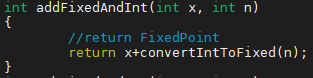 int addFixedAndInt(int x, int n)
{
//return FixedPoint
return x+convertIntToFixed(n);
}